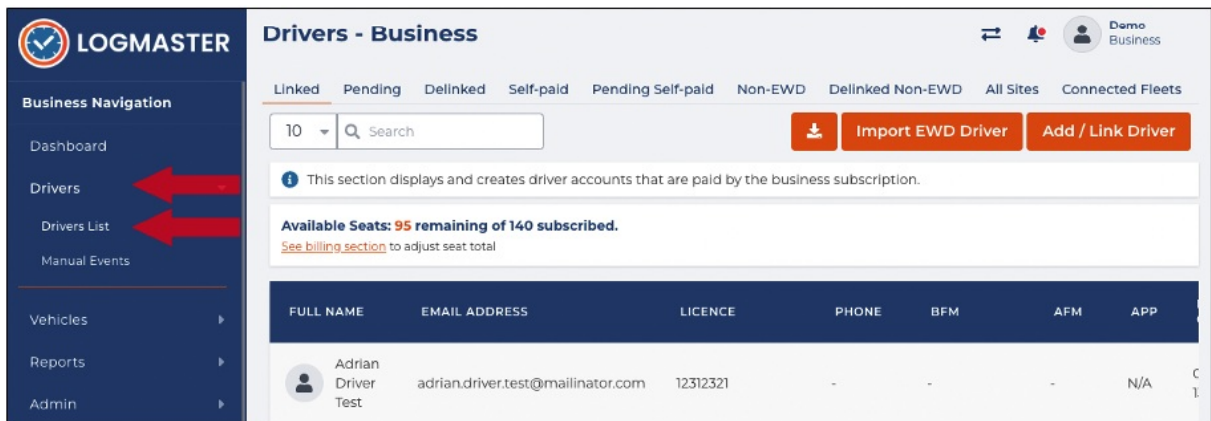 LOGMASTER
Business Navigation
Dashboard
Drivers
Drivers List
Manual Events
Vehicles
Reports
Admin
Drivers - Business
Demo
Business
Linked Pending Delinked Self-paid Pending Self-paid Non-EWD Delinked Non-EWD All Sites Connected Fleets
10 Search Import EWD Driver Add / Link Driver
This section displays and creates driver accounts that are paid by the business subscription.
Available Seats: 95 remaining of 140 subscribed.
See billing section to adjust seat total
FULL NAME EMAIL ADDRESS LICENCE PHONE BFM AFM APP
Adrian
Driver adrian.driver.test@mailinator.com 12312321 - - - N/A
Test